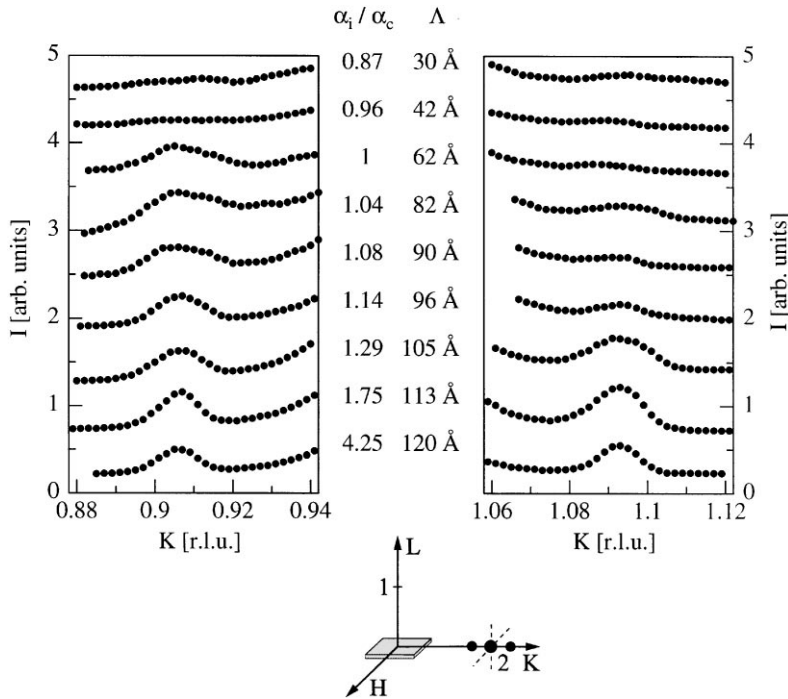 αi / αc Λ
5 0.87 30 Å 5
0.96 42 Å
4 1 62 Å 4
1.04 82 Å
3 1.08 90 Å 3
1.14 96 Å
2 1.29 105 Å 2
1.75 113 Å
1 4.25 120 Å 1
0 0
I [arb. units] I [arb. units]
0.88 0.9 0.92 0.94 1.06 1.08 1.1 1.12
K [r.l.u.] K [r.l.u.]
L
1
2 K
H